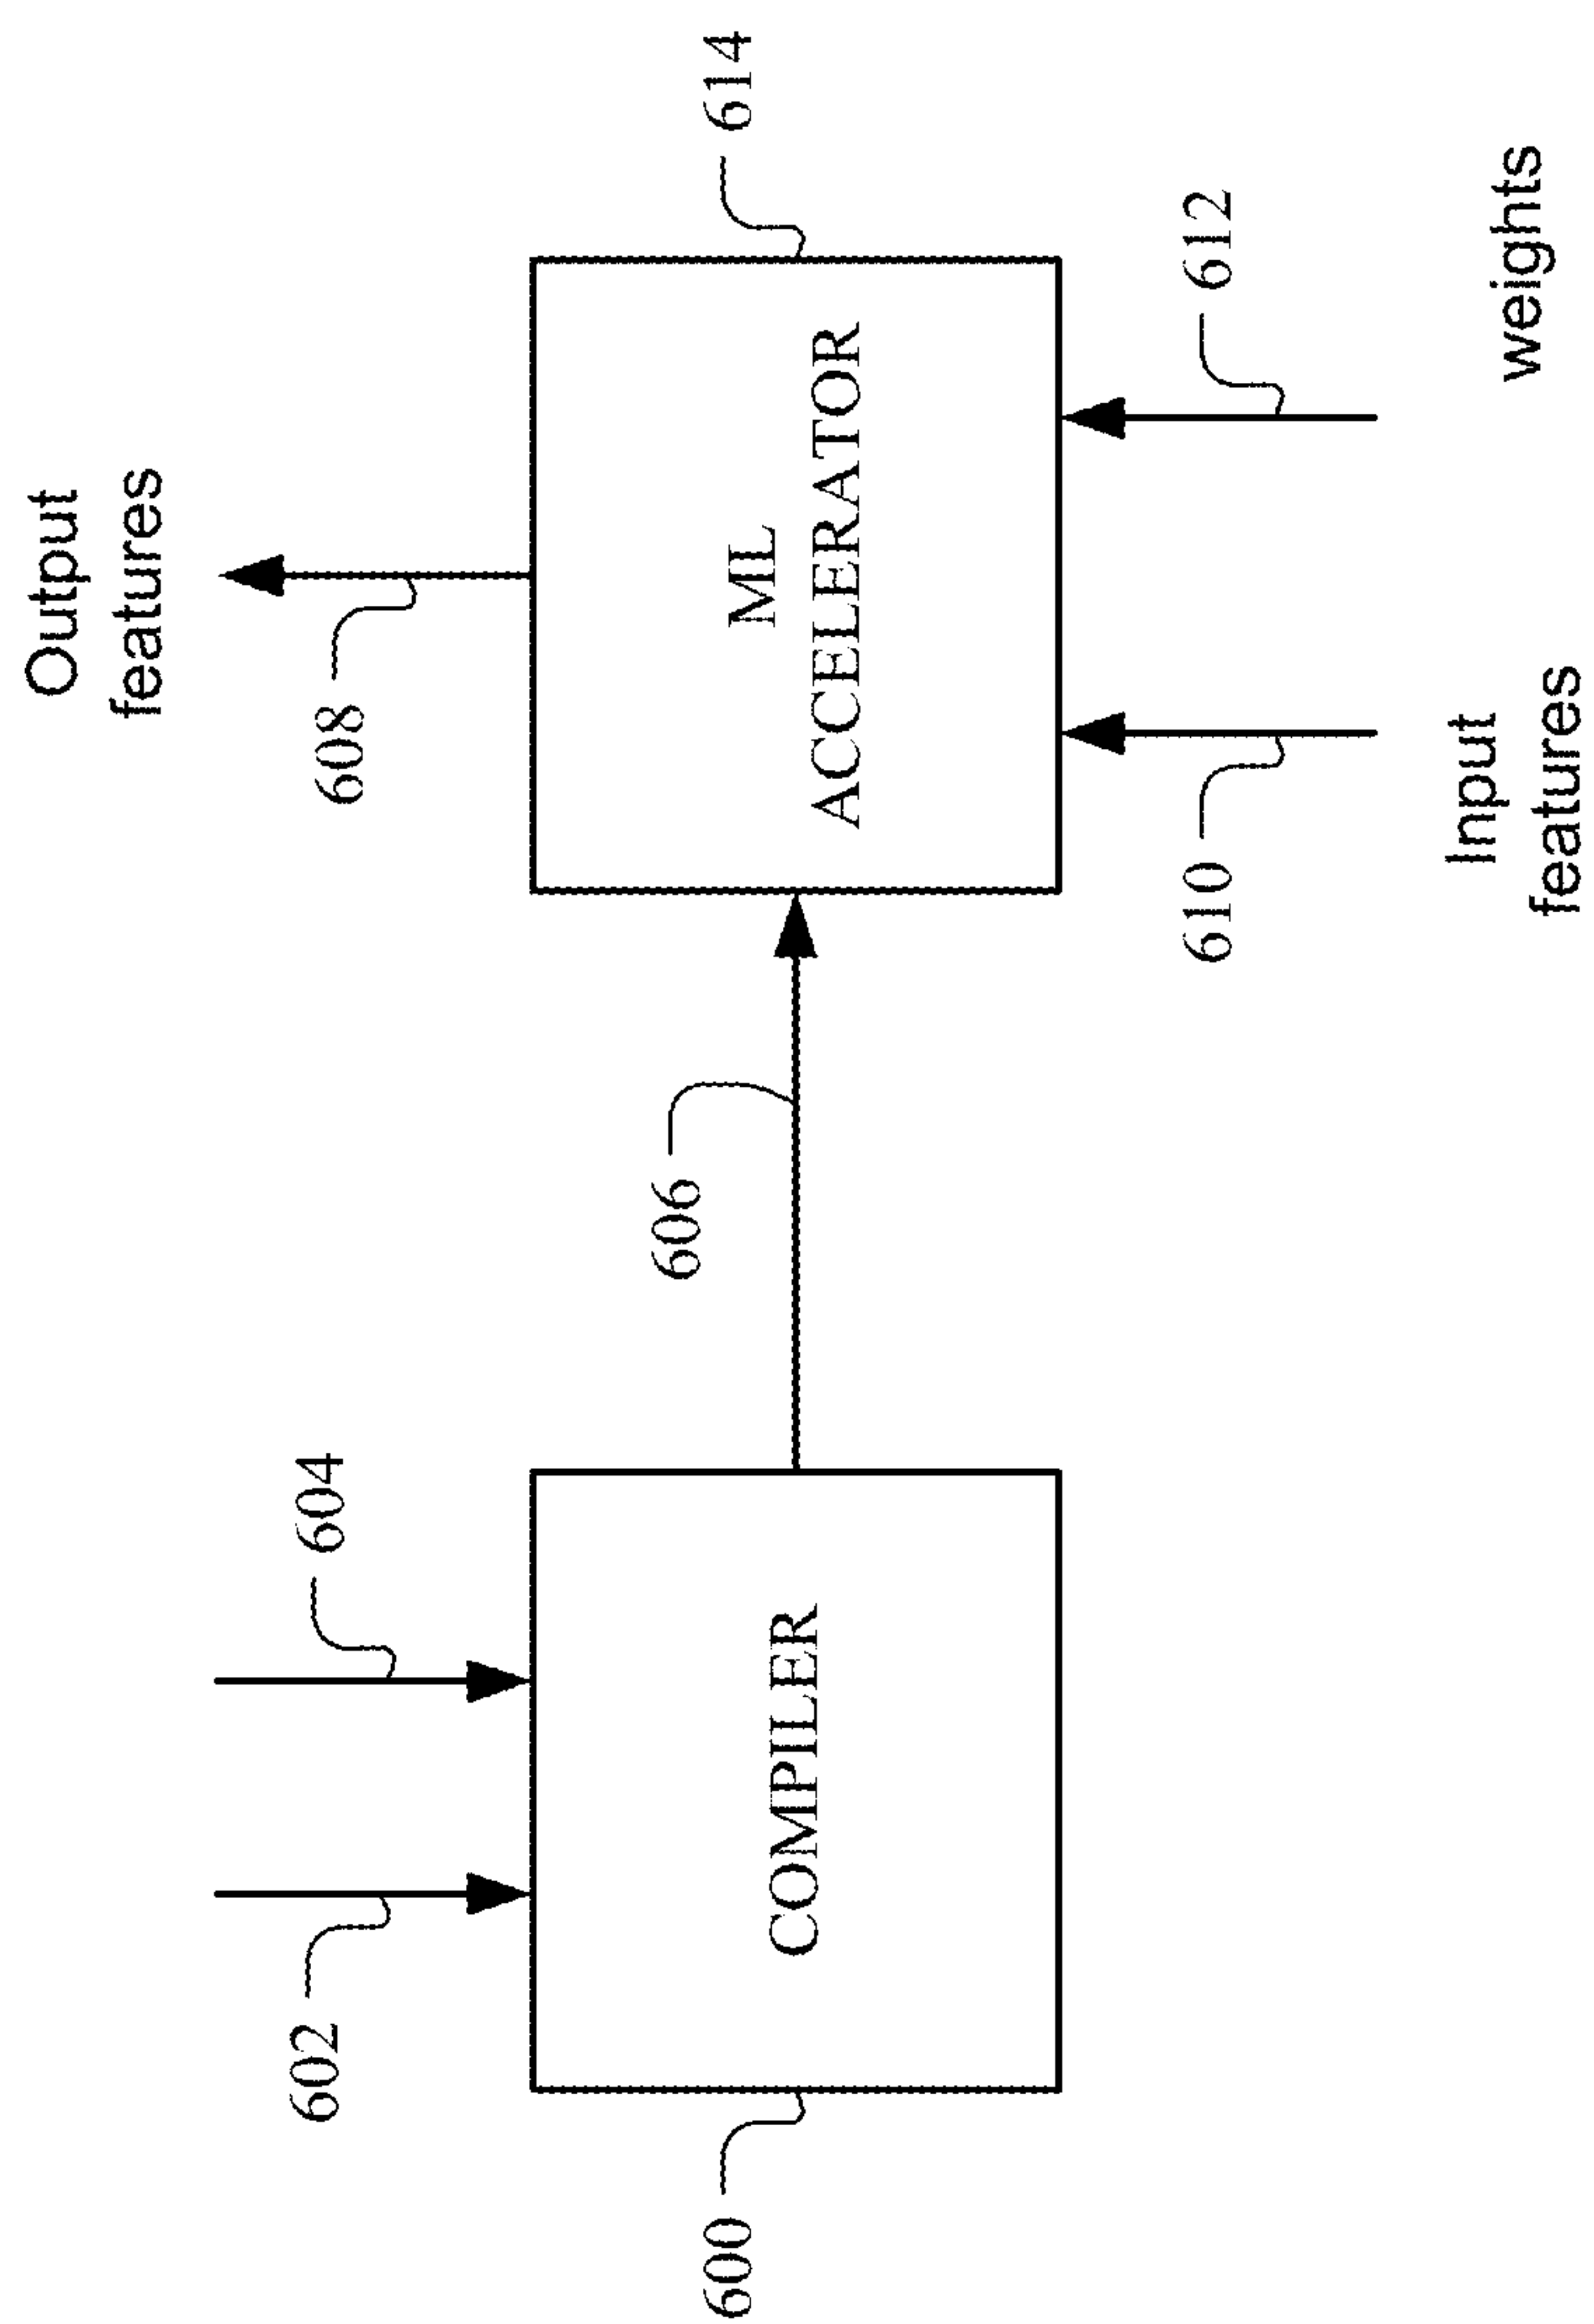 Output
features
602
604
608
600
606
614
COMPILER
ML
ACCELERATOR
610
612
Input
features
weights